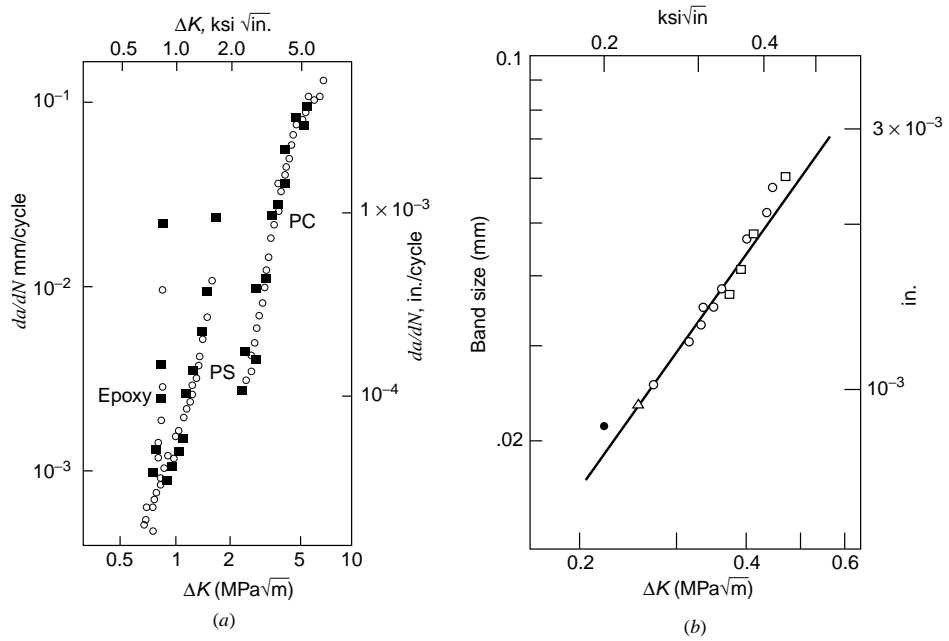 ΔK, ksi √in.
0.5 1.0 2.0 5.0
10⁻¹
10⁻²
10⁻³
da/dN mm/cycle
Epoxy
PS
PC
1 × 10⁻³
10⁻⁴
da/dN, in./cycle
0.5 1 2 5 10
ΔK (MPa√m)
(a)
ksi√in
0.2 0.4
0.1
.02
Band size (mm)
3 × 10⁻³
10⁻³
in.
0.2 0.4 0.6
ΔK (MPa√m)
(b)